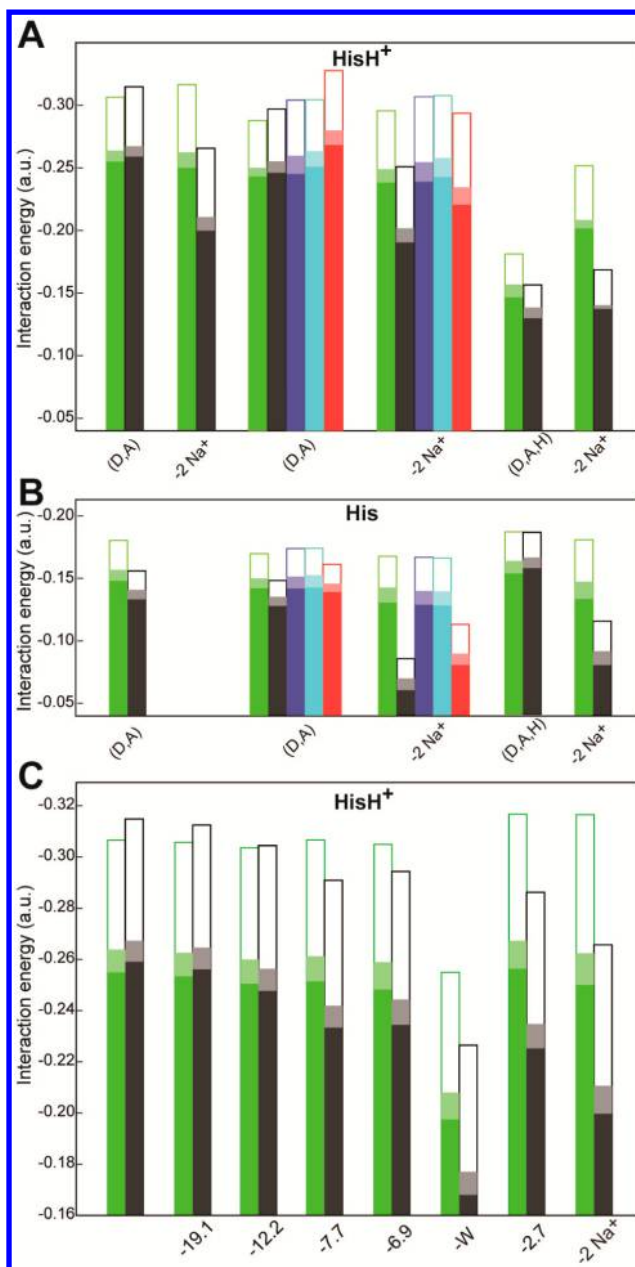 A
HisH+
Interaction energy (a.u.)
-0.30
-0.25
-0.20
-0.15
-0.10
-0.05
(D,A)
-2 Na+
(D,A)
-2 Na+
(D,A,H)
-2 Na+
B
His
Interaction energy (a.u.)
-0.20
-0.15
-0.10
-0.05
(D,A)
(D,A)
-2 Na+
(D,A,H)
-2 Na+
C
HisH+
Interaction energy (a.u.)
-0.32
-0.30
-0.28
-0.26
-0.24
-0.22
-0.20
-0.18
-0.16
-19.1
-12.2
-7.7
-6.9
-W
-2.7
-2 Na+